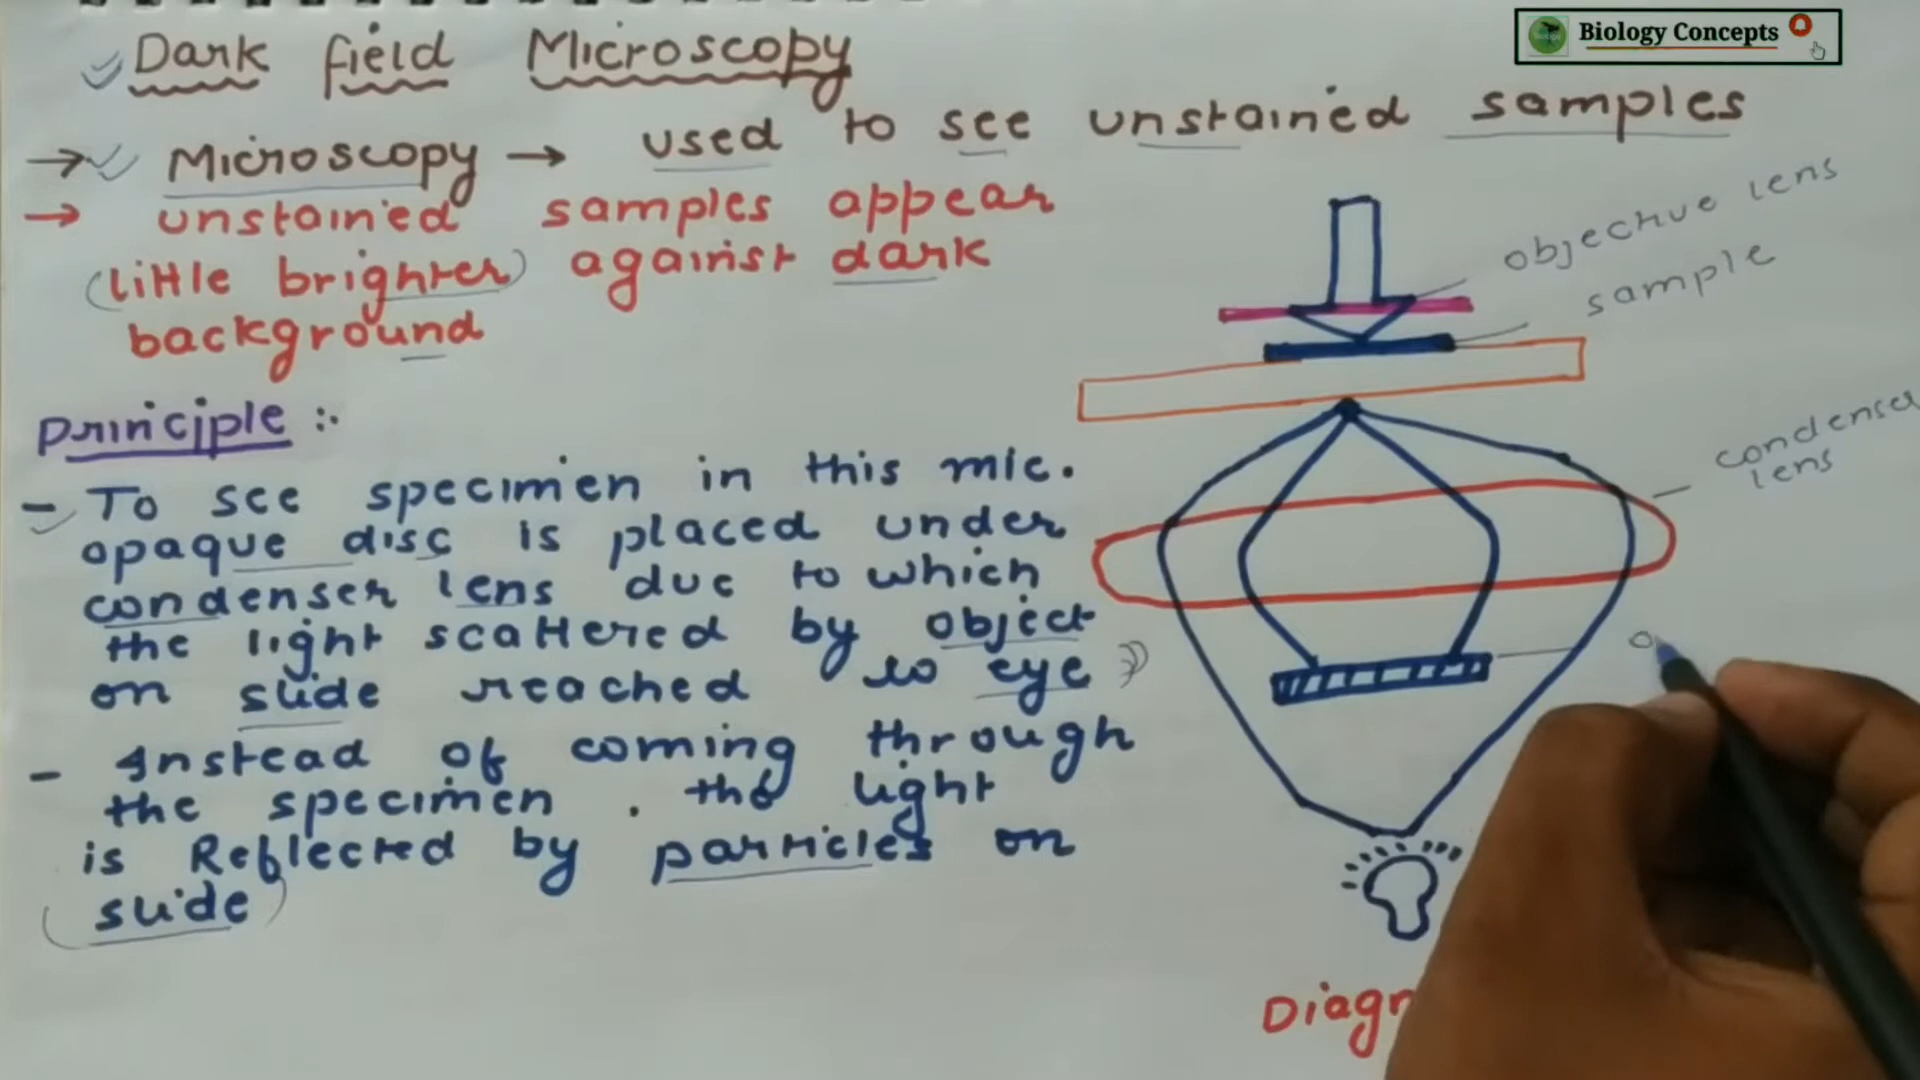 Biology Concepts
Dark field Microscopy
→ Microscopy → used to see unstained samples
→ unstained samples appear
(little brighter) against dark
background
Principle :-
- To see specimen in this mic.
opaque disc is placed under
condenser lens due to which
the light scattered by object
on slide reached to eye
- Instead of coming through
the specimen . the light
is Reflected by particles on
(slide)
objective lens
sample
condenser
lens
o
Diagr